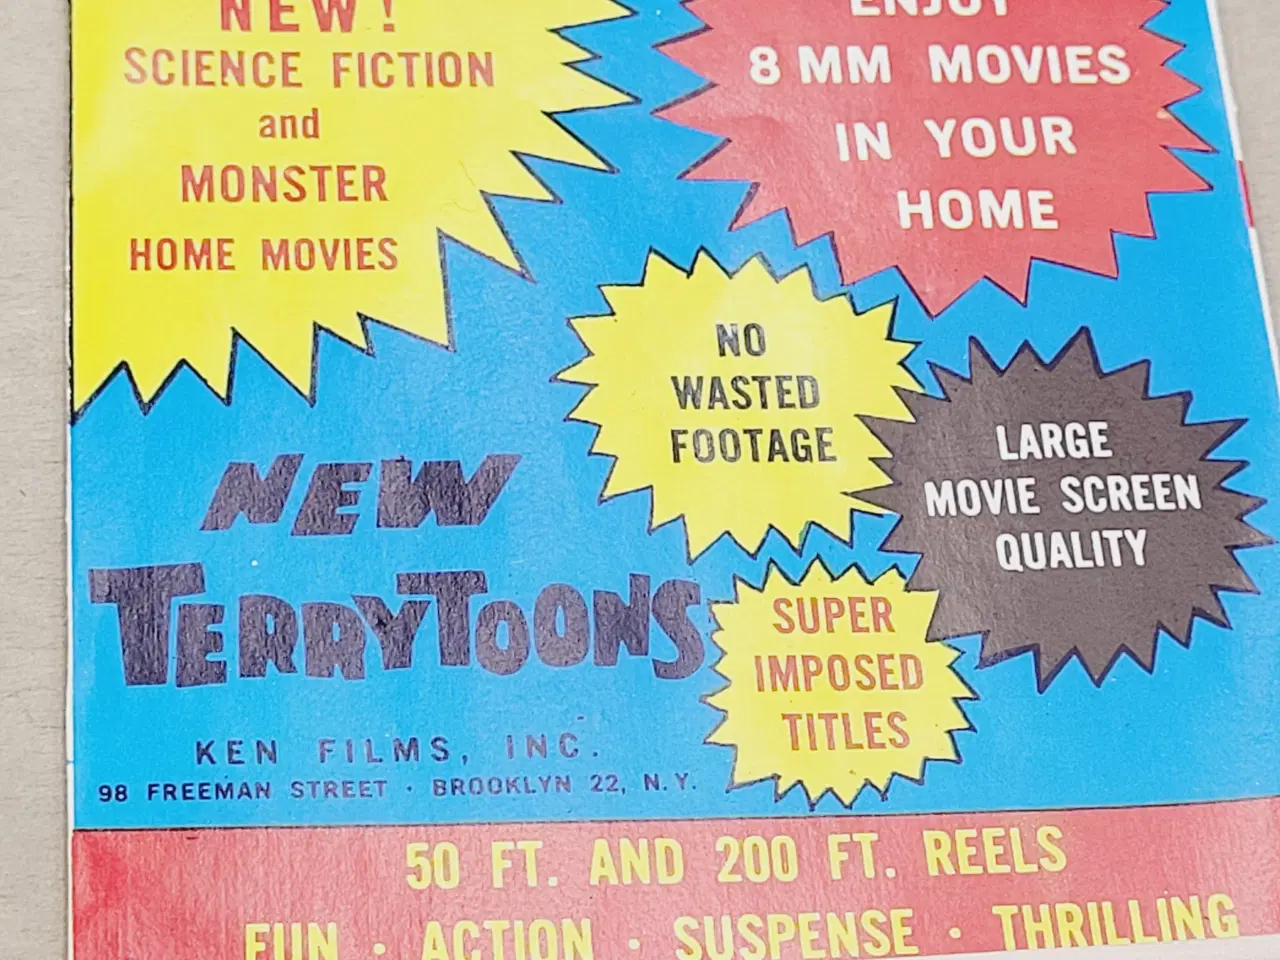 NEW!
SCIENCE FICTION
and
MONSTER
HOME MOVIES
ENJOY
8 MM MOVIES
IN YOUR
HOME
NO
WASTED
FOOTAGE
LARGE
MOVIE SCREEN
QUALITY
NEW
TERRYTOONS
SUPER
IMPOSED
TITLES
KEN FILMS, INC.
98 FREEMAN STREET · BROOKLYN 22, N.Y.
50 FT. AND 200 FT. REELS
FUN · ACTION · SUSPENSE · THRILLING